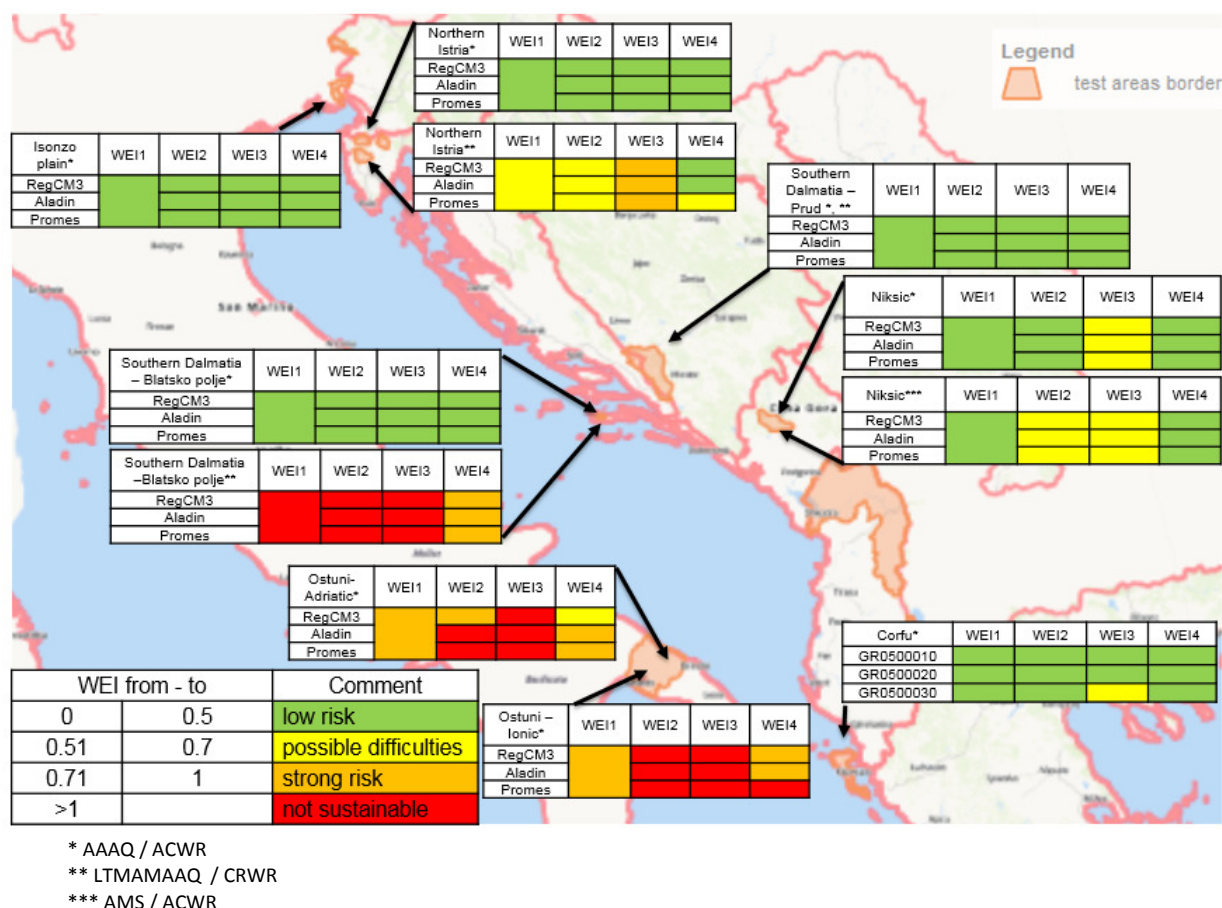 Northern Istria* WEI1 WEI2 WEI3 WEI4
RegCM3
Aladin
Promes
Legend
test areas border
Isonzo plain* WEI1 WEI2 WEI3 WEI4
RegCM3
Aladin
Promes
Northern Istria** WEI1 WEI2 WEI3 WEI4
RegCM3
Aladin
Promes
Southern Dalmatia – Prud *, ** WEI1 WEI2 WEI3 WEI4
RegCM3
Aladin
Promes
San Marino
Niksic* WEI1 WEI2 WEI3 WEI4
RegCM3
Aladin
Promes
Southern Dalmatia – Blatsko polje* WEI1 WEI2 WEI3 WEI4
RegCM3
Aladin
Promes
Niksic*** WEI1 WEI2 WEI3 WEI4
RegCM3
Aladin
Promes
Crna Gora
Southern Dalmatia –Blatsko polje** WEI1 WEI2 WEI3 WEI4
RegCM3
Aladin
Promes
Ostuni- Adriatic* WEI1 WEI2 WEI3 WEI4
RegCM3
Aladin
Promes
Corfu* WEI1 WEI2 WEI3 WEI4
GR0500010
GR0500020
GR0500030
WEI from - to Comment
0 0.5 low risk
0.51 0.7 possible difficulties
0.71 1 strong risk
>1 not sustainable
Ostuni – Ionic* WEI1 WEI2 WEI3 WEI4
RegCM3
Aladin
Promes
* AAAQ / ACWR
** LTMAMAAQ / CRWR
*** AMS / ACWR